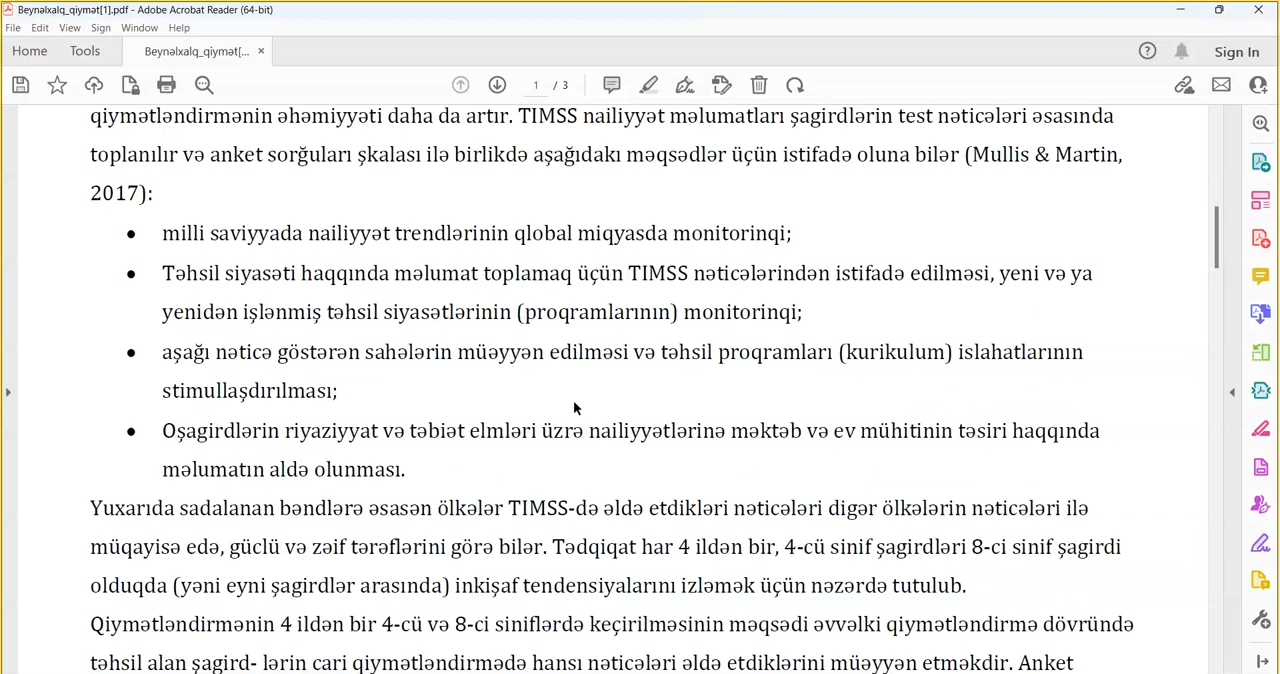 Beynəlxalq_qiymət[1].pdf - Adobe Acrobat Reader (64-bit)
File Edit View Sign Window Help
Home Tools Beynəlxalq_qiymət[... × Sign In
1 / 3
qiymətləndirmənin əhəmiyyəti daha da artır. TIMSS nailiyyət məlumatları şagirdlərin test nəticələri əsasında
toplanılır və anket sorğuları şkalası ilə birlikdə aşağıdakı məqsədlər üçün istifadə oluna bilər (Mullis & Martin,
2017):
• milli saviyyada nailiyyət trendlərinin qlobal miqyasda monitorinqi;
• Təhsil siyasəti haqqında məlumat toplamaq üçün TIMSS nəticələrindən istifadə edilməsi, yeni və ya
yenidən işlənmiş təhsil siyasətlərinin (proqramlarının) monitorinqi;
• aşağı nəticə göstərən sahələrin müəyyən edilməsi və təhsil proqramları (kurikulum) islahatlarının
stimullaşdırılması;
• Oşagirdlərin riyaziyyat və təbiət elmləri üzrə nailiyyətlərinə məktəb və ev mühitinin təsiri haqqında
məlumatın aldə olunması.
Yuxarıda sadalanan bəndlərə əsasən ölkələr TIMSS-də əldə etdikləri nəticələri digər ölkələrin nəticələri ilə
müqayisə edə, güclü və zəif tərəflərini görə bilər. Tədqiqat har 4 ildən bir, 4-cü sinif şagirdləri 8-ci sinif şagirdi
olduqda (yəni eyni şagirdlər arasında) inkişaf tendensiyalarını izləmək üçün nəzərdə tutulub.
Qiymətləndirmənin 4 ildən bir 4-cü və 8-ci siniflərdə keçirilməsinin məqsədi əvvəlki qiymətləndirmə dövründə
təhsil alan şagird- lərin cari qiymətləndirmədə hansı nəticələri əldə etdiklərini müəyyən etməkdir. Anket